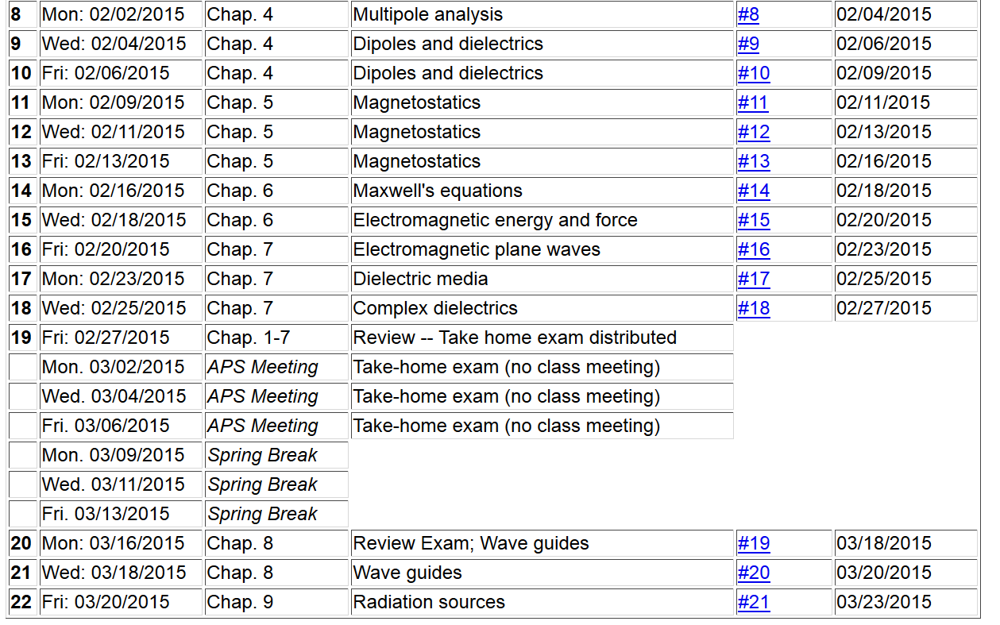 8 Mon: 02/02/2015 Chap. 4 Multipole analysis #8 02/04/2015
9 Wed: 02/04/2015 Chap. 4 Dipoles and dielectrics #9 02/06/2015
10 Fri: 02/06/2015 Chap. 4 Dipoles and dielectrics #10 02/09/2015
11 Mon: 02/09/2015 Chap. 5 Magnetostatics #11 02/11/2015
12 Wed: 02/11/2015 Chap. 5 Magnetostatics #12 02/13/2015
13 Fri: 02/13/2015 Chap. 5 Magnetostatics #13 02/16/2015
14 Mon: 02/16/2015 Chap. 6 Maxwell's equations #14 02/18/2015
15 Wed: 02/18/2015 Chap. 6 Electromagnetic energy and force #15 02/20/2015
16 Fri: 02/20/2015 Chap. 7 Electromagnetic plane waves #16 02/23/2015
17 Mon: 02/23/2015 Chap. 7 Dielectric media #17 02/25/2015
18 Wed: 02/25/2015 Chap. 7 Complex dielectrics #18 02/27/2015
19 Fri: 02/27/2015 Chap. 1-7 Review -- Take home exam distributed
Mon. 03/02/2015 APS Meeting Take-home exam (no class meeting)
Wed. 03/04/2015 APS Meeting Take-home exam (no class meeting)
Fri. 03/06/2015 APS Meeting Take-home exam (no class meeting)
Mon. 03/09/2015 Spring Break
Wed. 03/11/2015 Spring Break
Fri. 03/13/2015 Spring Break
20 Mon: 03/16/2015 Chap. 8 Review Exam; Wave guides #19 03/18/2015
21 Wed: 03/18/2015 Chap. 8 Wave guides #20 03/20/2015
22 Fri: 03/20/2015 Chap. 9 Radiation sources #21 03/23/2015